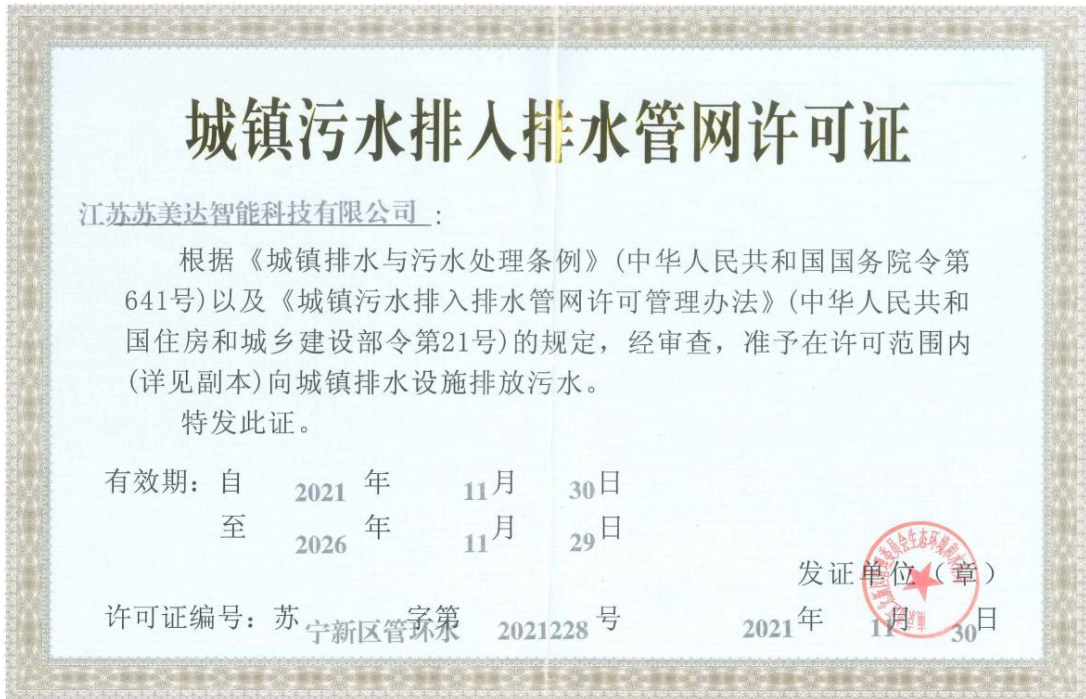 城镇污水排入排水管网许可证
江苏苏美达智能科技有限公司：
根据《城镇排水与污水处理条例》(中华人民共和国国务院令第
641号)以及《城镇污水排入排水管网许可管理办法》(中华人民共和
国住房和城乡建设部令第21号)的规定，经审查，准予在许可范围内
(详见副本)向城镇排水设施排放污水。
特发此证。
有效期：自 2021 年 11 月 30 日
至 2026 年 11 月 29 日
发证单位（章）
许可证编号：苏 宁新区管环水 字第 2021228 号 2021 年 11 月 30 日